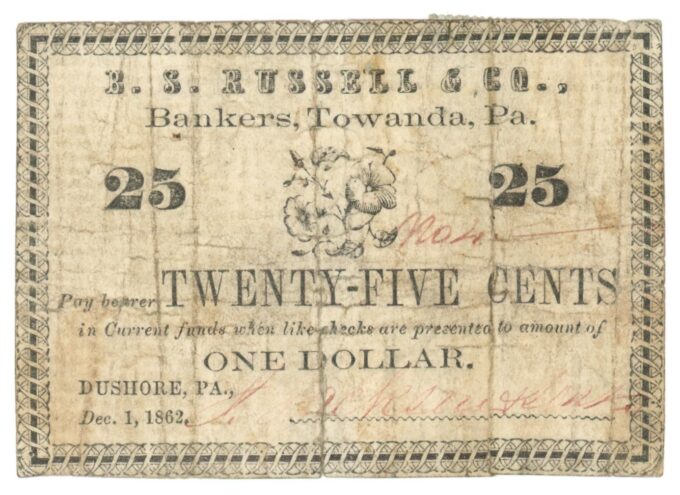 B. S. RUSSELL & CO.,
Bankers, Towanda, Pa.
25 25
Pay bearer TWENTY-FIVE CENTS
in Current funds when like checks are presented to amount of
ONE DOLLAR.
DUSHORE, PA.,
Dec. 1, 1862.